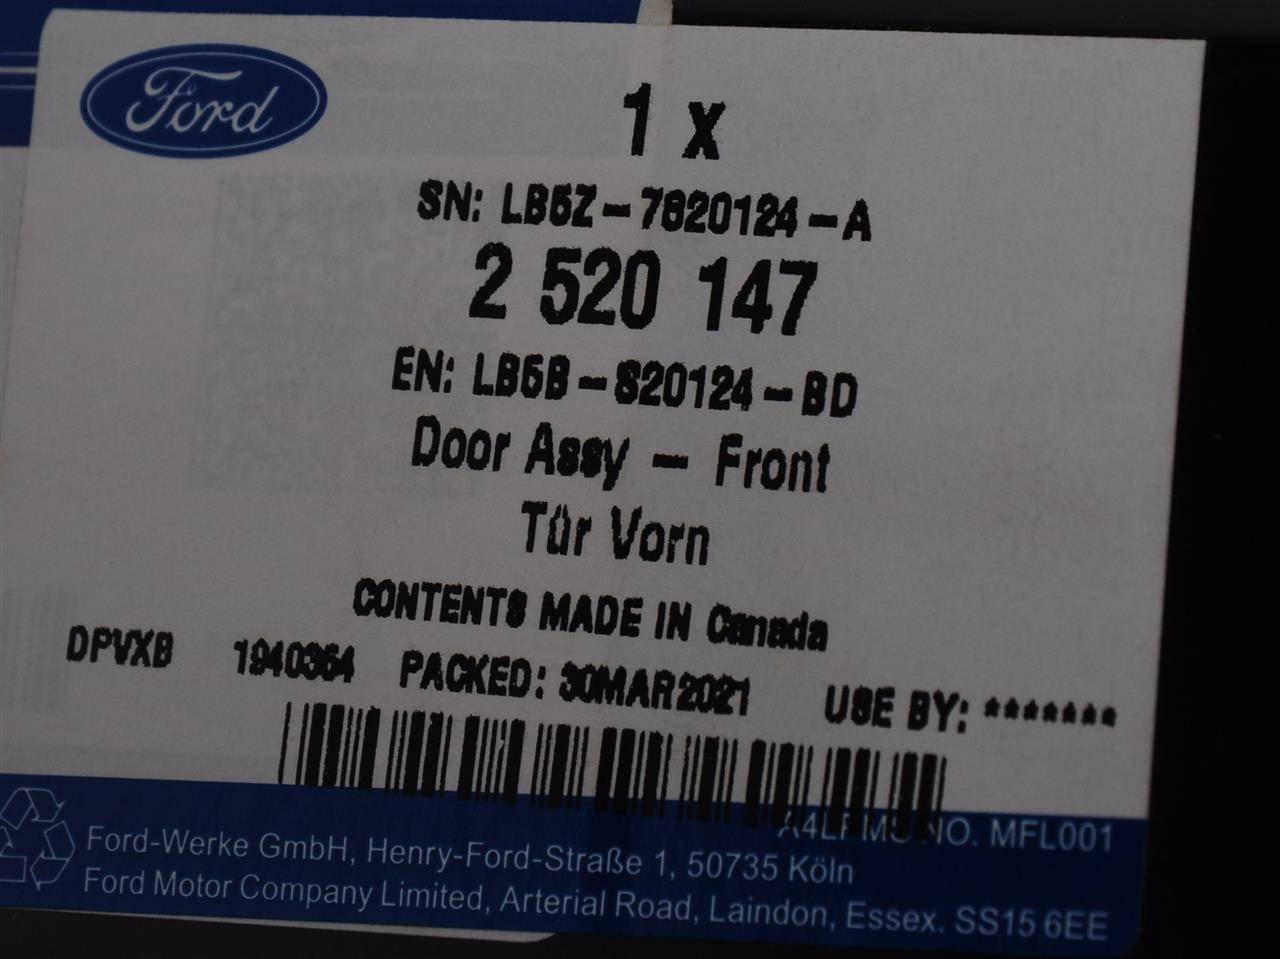 Ford
1 x
SN: LB5Z-7820124-A
2 520 147
EN: LB5B-S20124-BD
Door Assy - Front
Tür Vorn
CONTENTS MADE IN Canada
DPVXB 1940364 PACKED: 30MAR2021 USE BY: *******
NO. MFL001
Ford-Werke GmbH, Henry-Ford-Straße 1, 50735 Köln
Ford Motor Company Limited, Arterial Road, Laindon, Essex. SS15 6EE